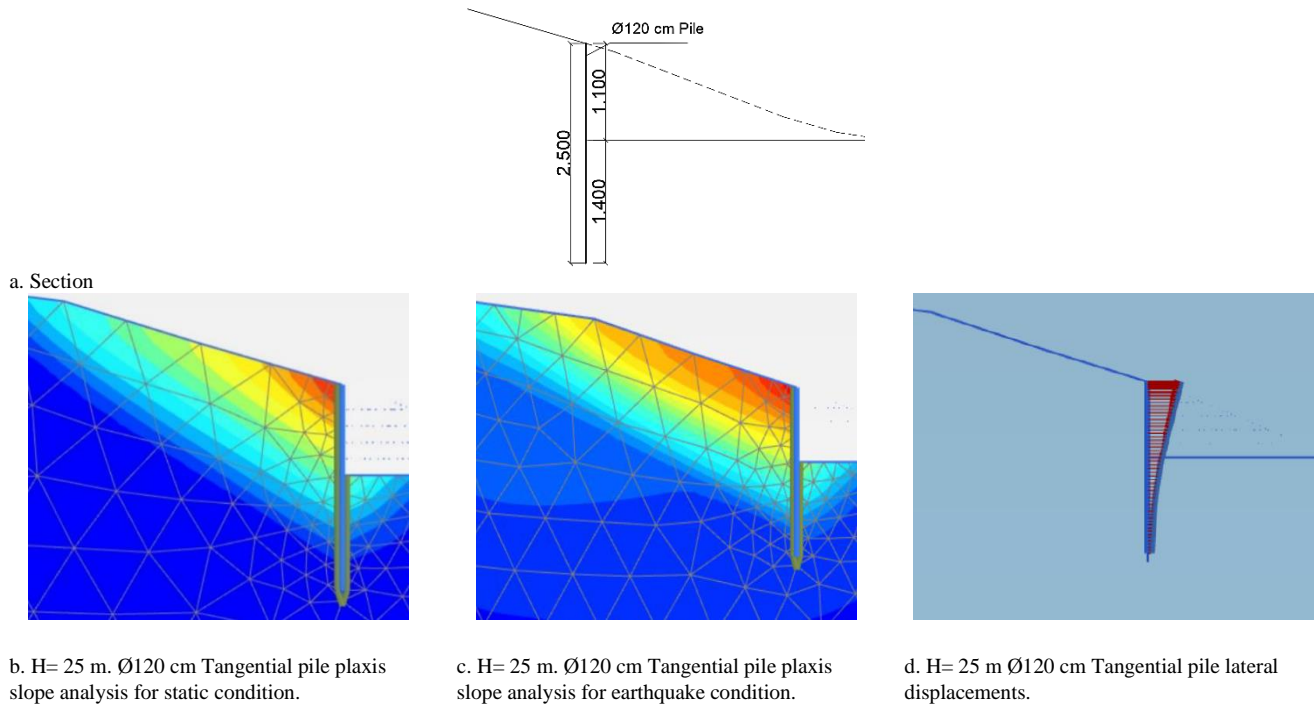 Ø120 cm Pile
1.100
2.500
1.400
a. Section
b. H= 25 m. Ø120 cm Tangential pile plaxis
slope analysis for static condition.
c. H= 25 m. Ø120 cm Tangential pile plaxis
slope analysis for earthquake condition.
d. H= 25 m Ø120 cm Tangential pile lateral
displacements.